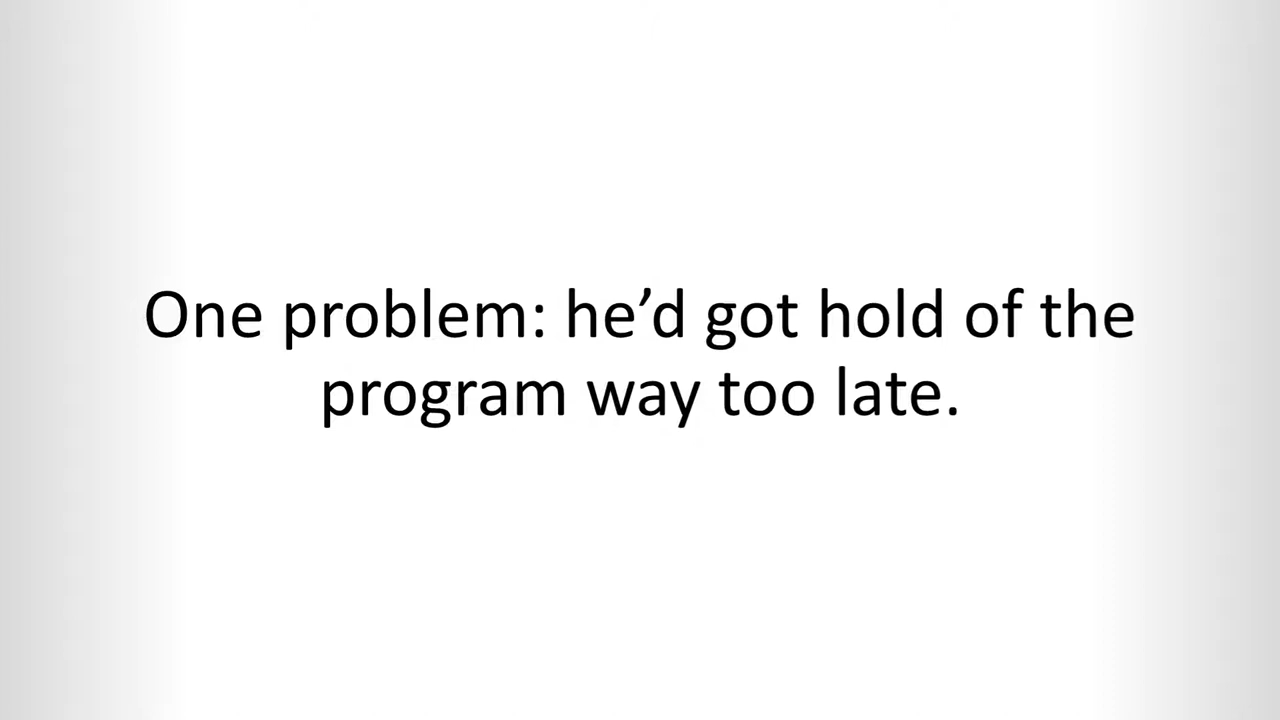 One problem: he’d got hold of the
program way too late.